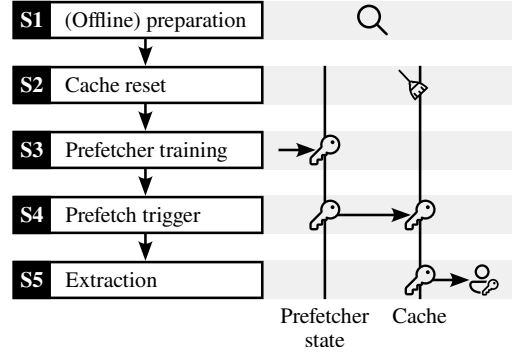 S1 (Offline) preparation
S2 Cache reset
S3 Prefetcher training
S4 Prefetch trigger
S5 Extraction
Prefetcher Cache
state